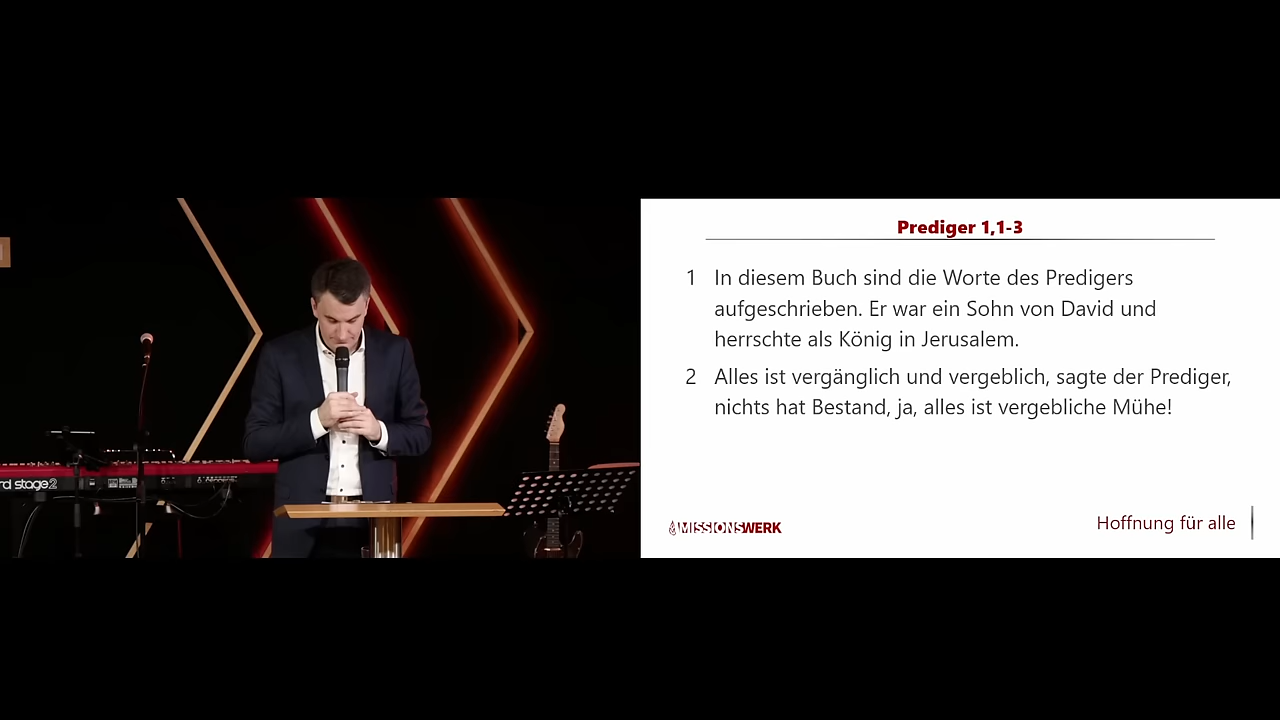 rd stage2
Prediger 1,1-3
1 In diesem Buch sind die Worte des Predigers
aufgeschrieben. Er war ein Sohn von David und
herrschte als König in Jerusalem.
2 Alles ist vergänglich und vergeblich, sagte der Prediger,
nichts hat Bestand, ja, alles ist vergebliche Mühe!
MISSIONSWERK
Hoffnung für alle